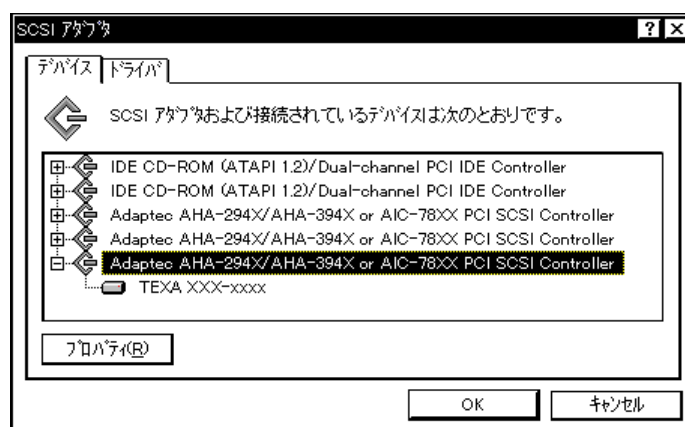 SCSI ｱﾀﾞﾌﾟﾀ
ﾃﾞﾊﾞｲｽ ﾄﾞﾗｲﾊﾞ
SCSI ｱﾀﾞﾌﾟﾀおよび接続されているﾃﾞﾊﾞｲｽは次のとおりです。
IDE CD-ROM (ATAPI 1.2)/Dual-channel PCI IDE Controller
IDE CD-ROM (ATAPI 1.2)/Dual-channel PCI IDE Controller
Adaptec AHA-294X/AHA-394X or AIC-78XX PCI SCSI Controller
Adaptec AHA-294X/AHA-394X or AIC-78XX PCI SCSI Controller
Adaptec AHA-294X/AHA-394X or AIC-78XX PCI SCSI Controller
TEXA XXX-xxxx
ﾌﾟﾛﾊﾟﾃｨ(R)
OK ｷｬﾝｾﾙ